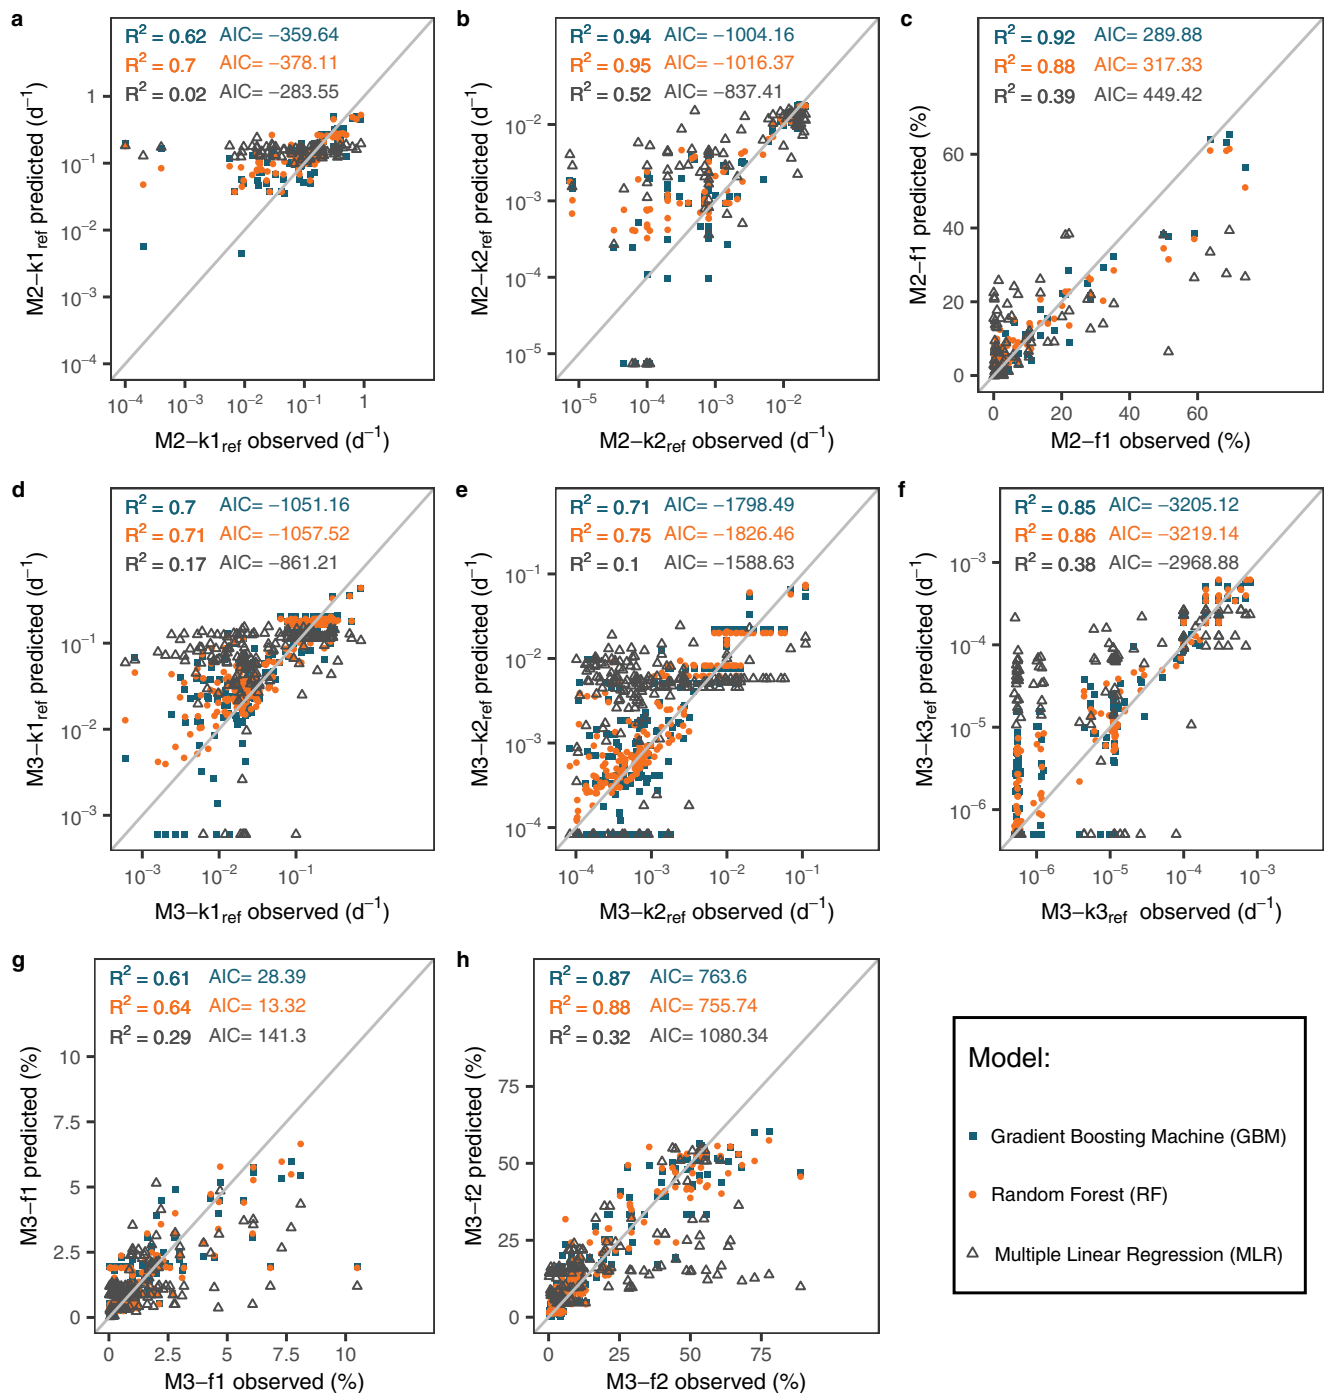 a
R² = 0.62 AIC= −359.64
R² = 0.7 AIC= −378.11
R² = 0.02 AIC= −283.55
M2−k1ref predicted (d⁻¹)
1
10⁻¹
10⁻²
10⁻³
10⁻⁴
10⁻⁴ 10⁻³ 10⁻² 10⁻¹ 1
M2−k1ref observed (d⁻¹)
b
R² = 0.94 AIC= −1004.16
R² = 0.95 AIC= −1016.37
R² = 0.52 AIC= −837.41
M2−k2ref predicted (d⁻¹)
10⁻²
10⁻³
10⁻⁴
10⁻⁵
10⁻⁵ 10⁻⁴ 10⁻³ 10⁻²
M2−k2ref observed (d⁻¹)
c
R² = 0.92 AIC= 289.88
R² = 0.88 AIC= 317.33
R² = 0.39 AIC= 449.42
M2−f1 predicted (%)
60
40
20
0
0 20 40 60
M2−f1 observed (%)
d
R² = 0.7 AIC= −1051.16
R² = 0.71 AIC= −1057.52
R² = 0.17 AIC= −861.21
M3−k1ref predicted (d⁻¹)
10⁻¹
10⁻²
10⁻³
10⁻³ 10⁻² 10⁻¹
M3−k1ref observed (d⁻¹)
e
R² = 0.71 AIC= −1798.49
R² = 0.75 AIC= −1826.46
R² = 0.1 AIC= −1588.63
M3−k2ref predicted (d⁻¹)
10⁻¹
10⁻²
10⁻³
10⁻⁴
10⁻⁴ 10⁻³ 10⁻² 10⁻¹
M3−k2ref observed (d⁻¹)
f
R² = 0.85 AIC= −3205.12
R² = 0.86 AIC= −3219.14
R² = 0.38 AIC= −2968.88
M3−k3ref predicted (d⁻¹)
10⁻³
10⁻⁴
10⁻⁵
10⁻⁶
10⁻⁶ 10⁻⁵ 10⁻⁴ 10⁻³
M3−k3ref observed (d⁻¹)
g
R² = 0.61 AIC= 28.39
R² = 0.64 AIC= 13.32
R² = 0.29 AIC= 141.3
M3−f1 predicted (%)
10
7.5
5
2.5
0
0 2.5 5 7.5 10
M3−f1 observed (%)
h
R² = 0.87 AIC= 763.6
R² = 0.88 AIC= 755.74
R² = 0.32 AIC= 1080.34
M3−f2 predicted (%)
75
50
25
0
0 25 50 75
M3−f2 observed (%)
Model:
Gradient Boosting Machine (GBM)
Random Forest (RF)
Multiple Linear Regression (MLR)